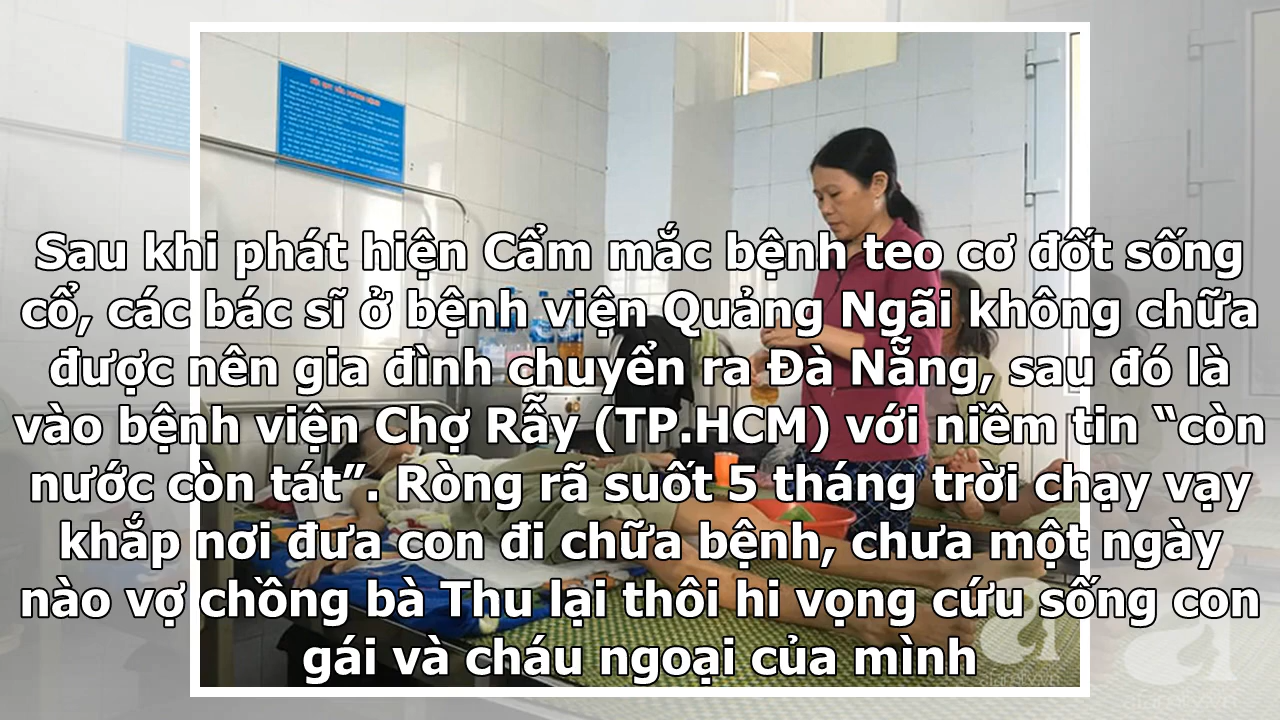 Sau khi phát hiện Cẩm mắc bệnh teo cơ đốt sống
cổ, các bác sĩ ở bệnh viện Quảng Ngãi không chữa
được nên gia đình chuyển ra Đà Nẵng, sau đó là
vào bệnh viện Chợ Rẫy (TP.HCM) với niềm tin “còn
nước còn tát”. Ròng rã suốt 5 tháng trời chạy vạy
khắp nơi đưa con đi chữa bệnh, chưa một ngày
nào vợ chồng bà Thu lại thôi hi vọng cứu sống con
gái và cháu ngoại của mình